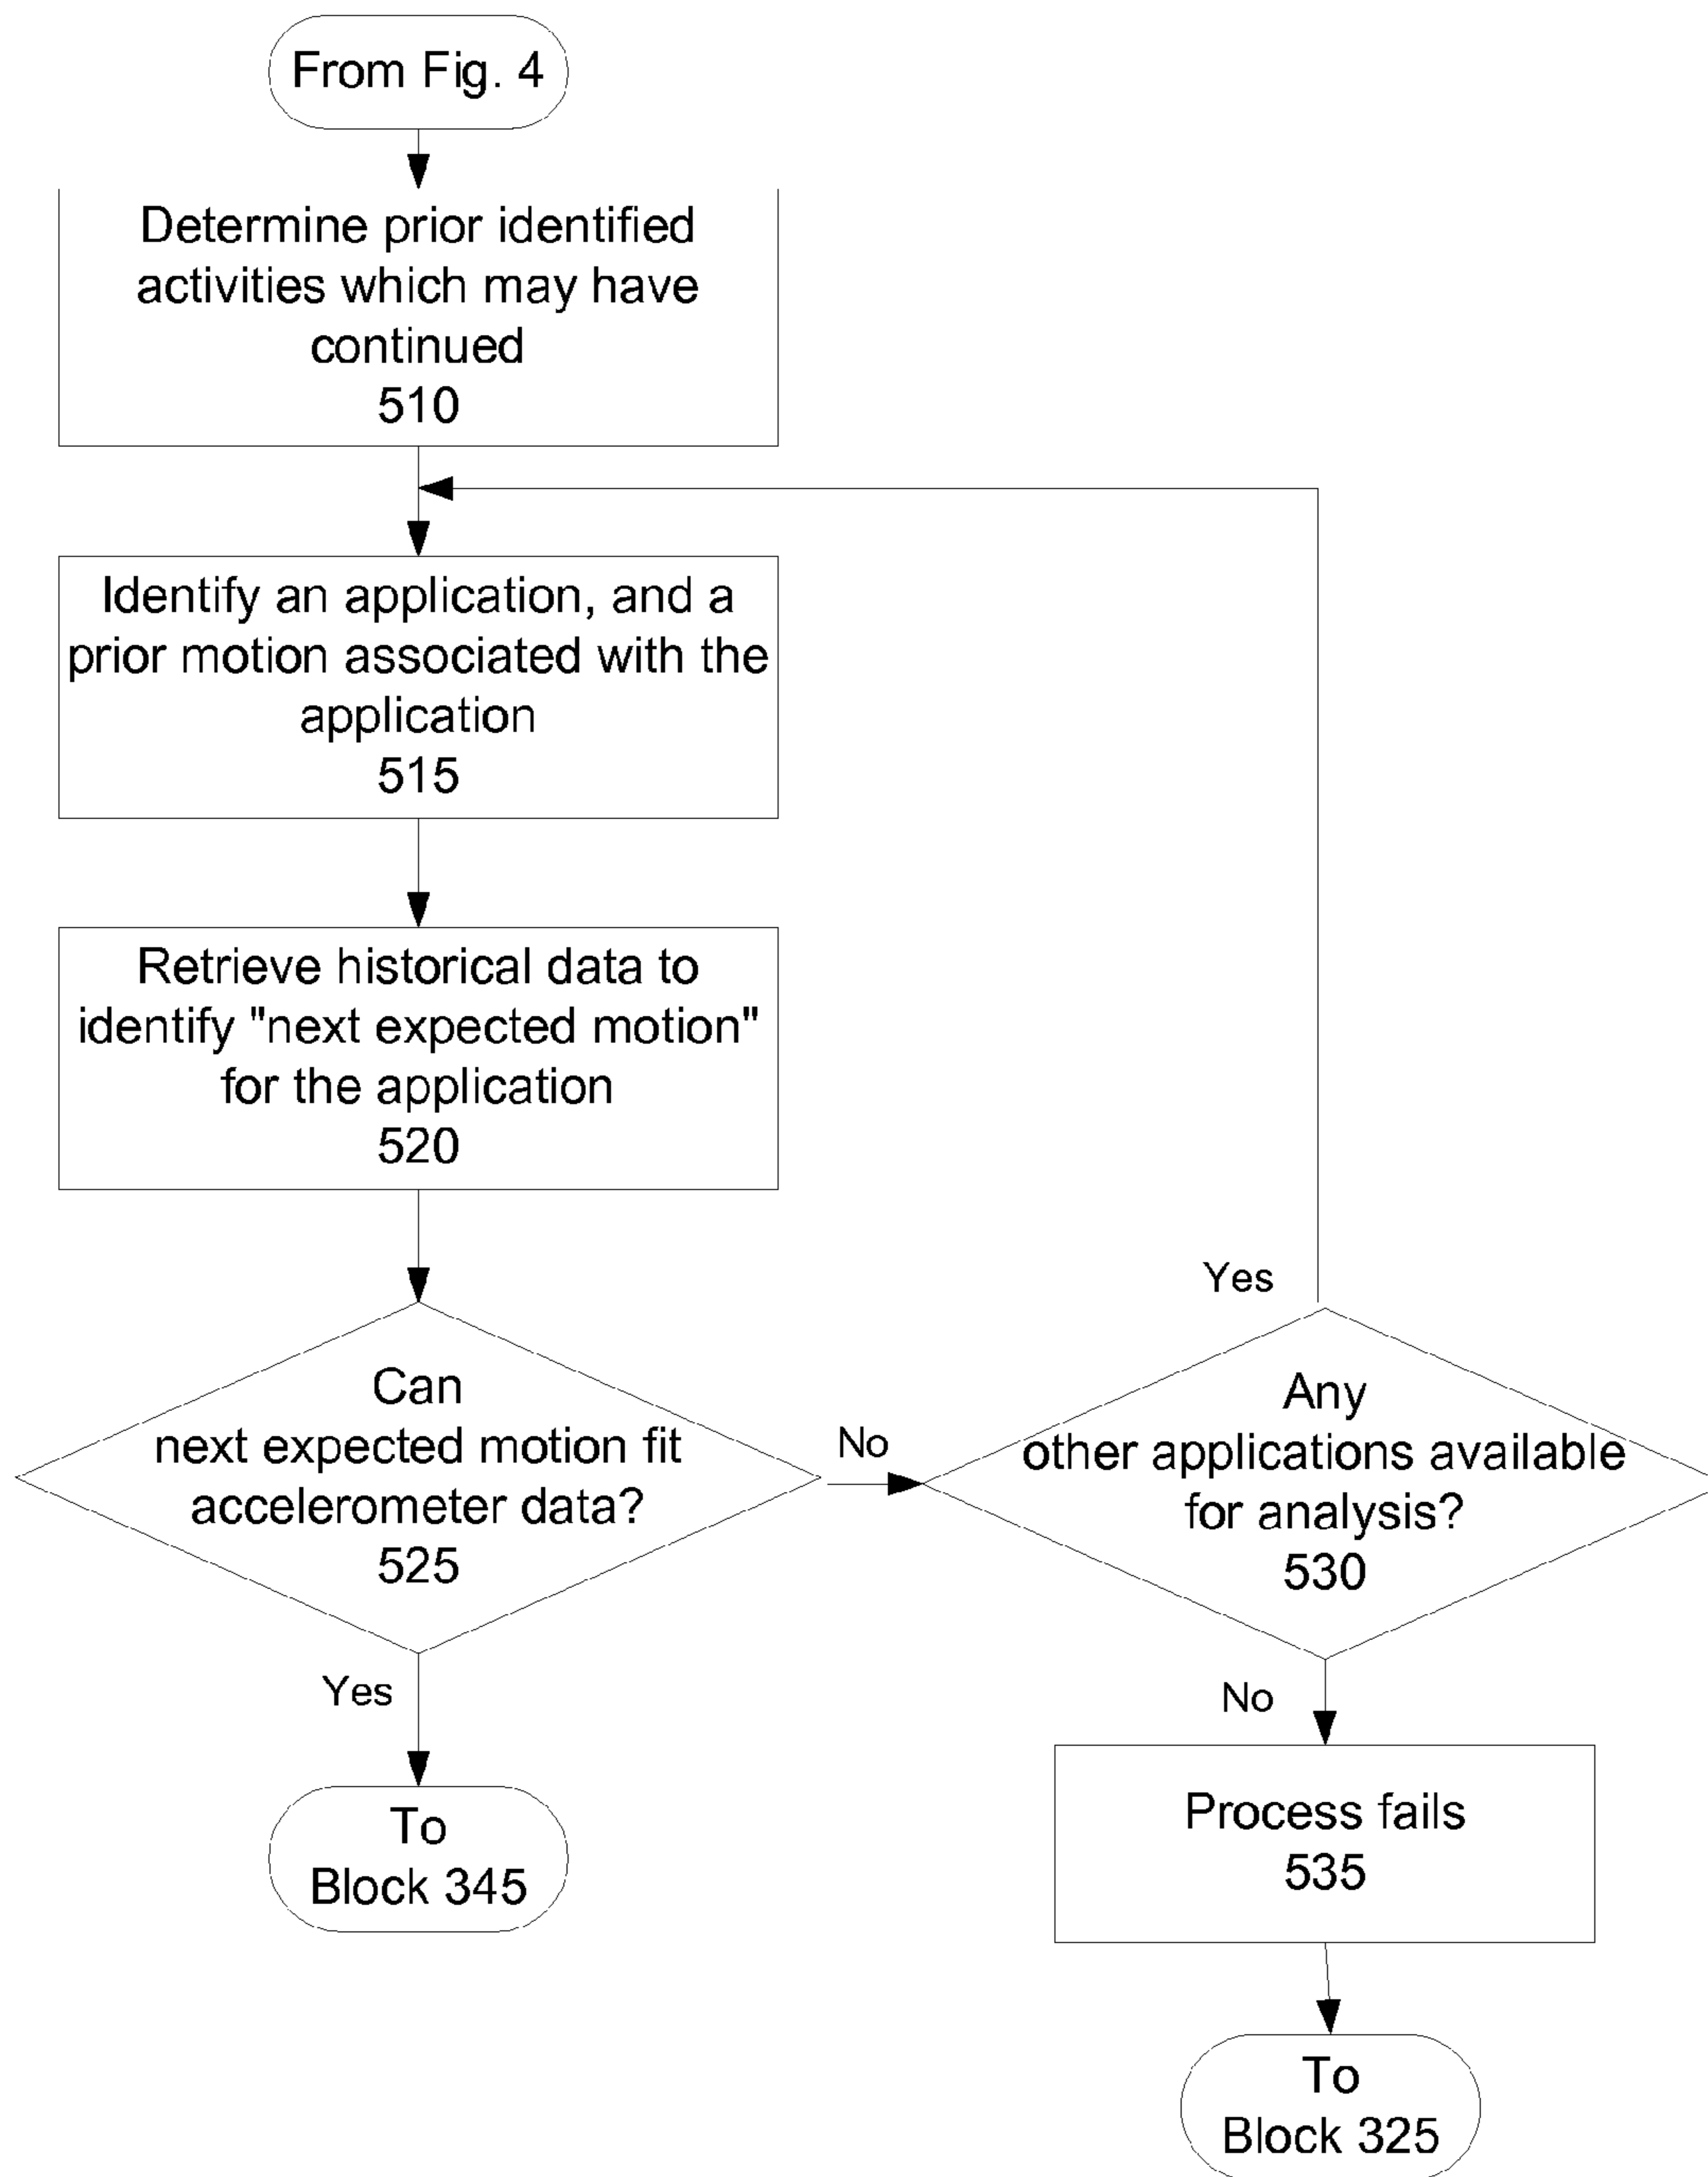 From Fig. 4
Determine prior identified
activities which may have
continued
510
Identify an application, and a
prior motion associated with the
application
515
Retrieve historical data to
identify "next expected motion"
for the application
520
Can
next expected motion fit
accelerometer data?
525
No
Yes
To
Block 345
Yes
Any
other applications available
for analysis?
530
No
Process fails
535
To
Block 325